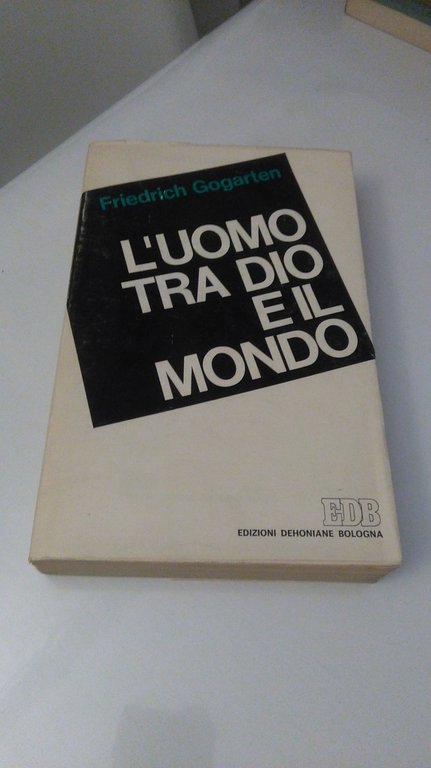 Friedrich Gogarten
L'UOMO
TRA DIO
E IL
MONDO
EDB
EDIZIONI DEHONIANE BOLOGNA